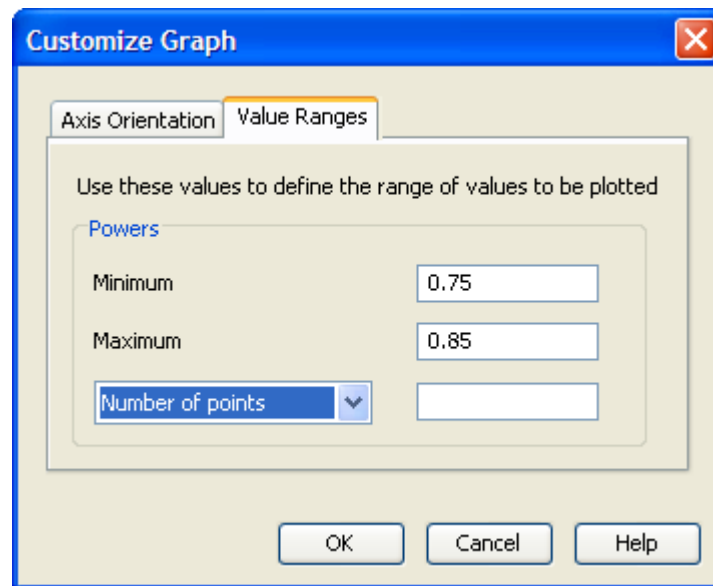 Customize Graph
Axis Orientation Value Ranges
Use these values to define the range of values to be plotted
Powers
Minimum 0.75
Maximum 0.85
Number of points
OK Cancel Help